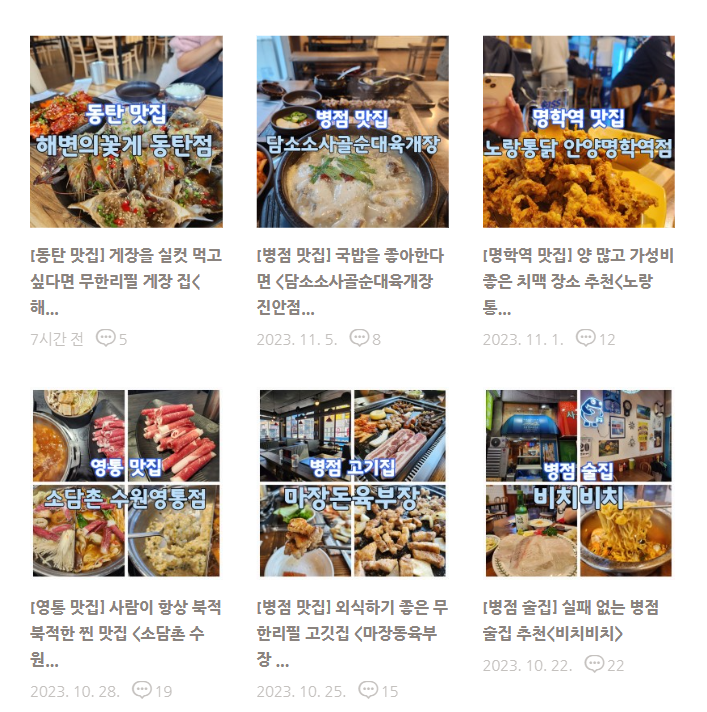 동탄 맛집
해변의꽃게 동탄점
병점 맛집
담소소사골순대육개장
명학역 맛집
노랑통닭 안양명학역점
[동탄 맛집] 게장을 실컷 먹고
싶다면 무한리필 게장 집<
해...
7시간 전 5
[병점 맛집] 국밥을 좋아한다
면 <담소소사골순대육개장
진안점...
2023. 11. 5. 8
[명학역 맛집] 양 많고 가성비
좋은 치맥 장소 추천<노랑
통...
2023. 11. 1. 12
영통 맛집
소담촌 수원영통점
병점 고기집
마장돈육부장
병점 술집
비치비치
[영통 맛집] 사람이 항상 북적
북적한 찐 맛집 <소담촌 수
원...
2023. 10. 28. 19
[병점 맛집] 외식하기 좋은 무
한리필 고깃집 <마장동육부
장 ...
2023. 10. 25. 15
[병점 술집] 실패 없는 병점
술집 추천<비치비치>
2023. 10. 22. 22